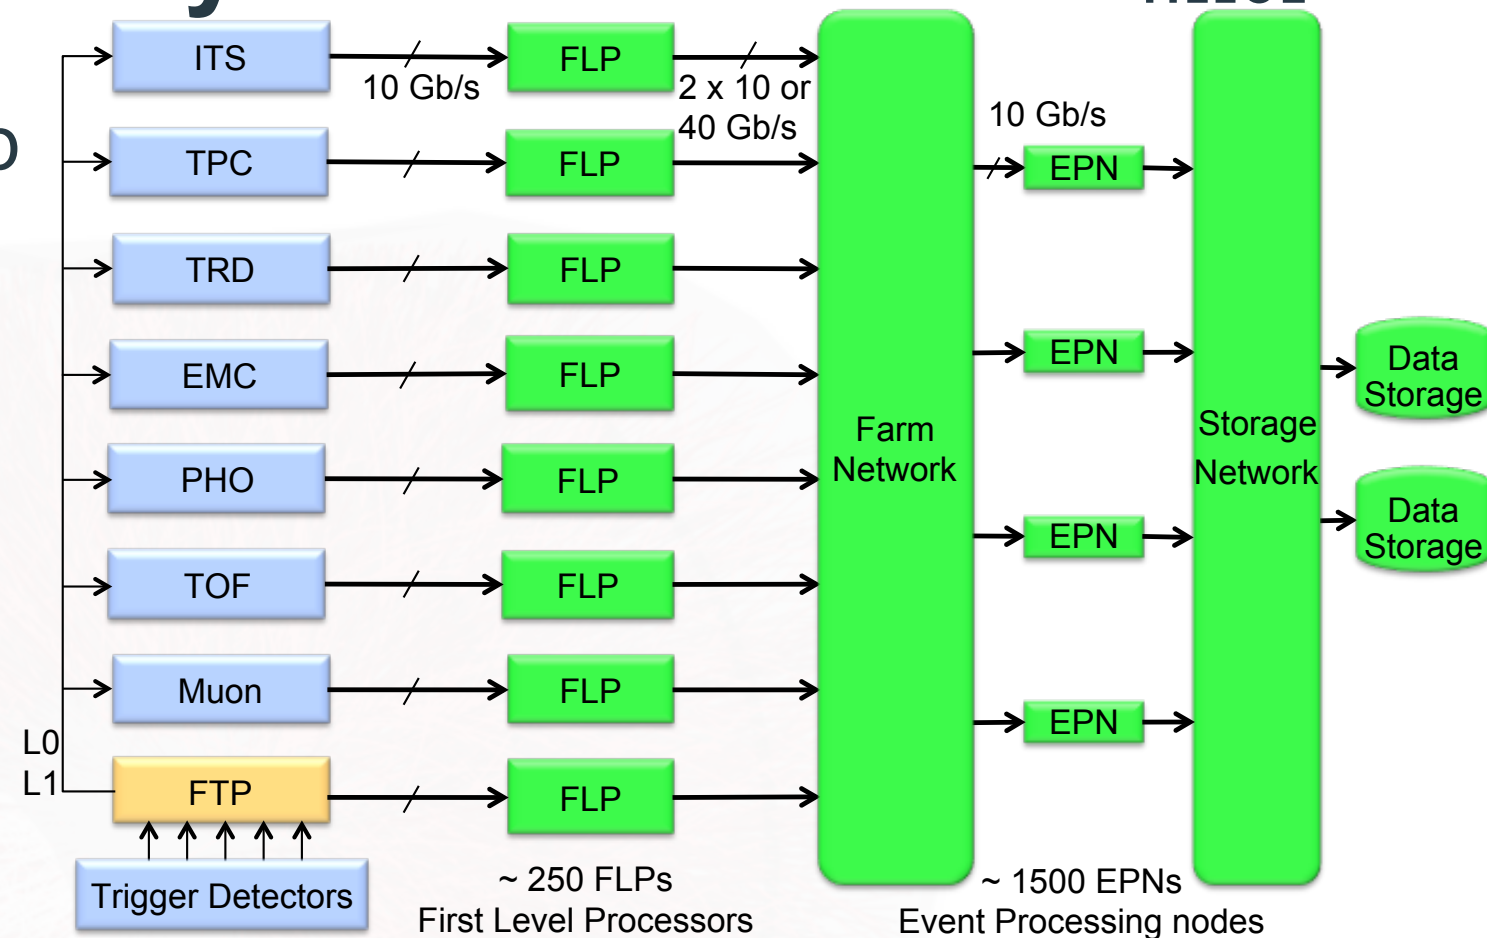 ITS
FLP
10 Gb/s
2 x 10 or
40 Gb/s
10 Gb/s
TPC
FLP
EPN
TRD
FLP
EMC
FLP
EPN
Data
Storage
Farm
Network
Storage
Network
PHO
FLP
Data
Storage
EPN
TOF
FLP
Muon
FLP
EPN
L0
L1
FTP
FLP
Trigger Detectors
~ 250 FLPs
First Level Processors
~ 1500 EPNs
Event Processing nodes